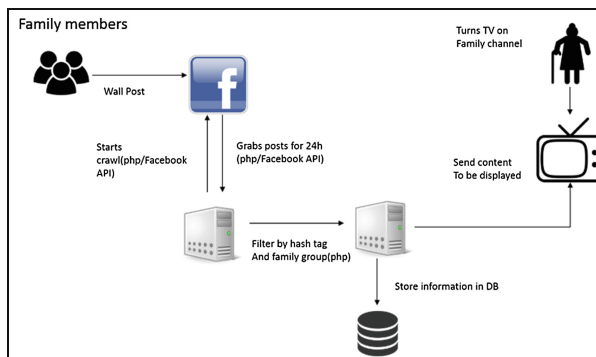 Family members
Turns TV on
Family channel
Wall Post
f
Starts
crawl(php/Facebook
API)
Grabs posts for 24h
(php/Facebook API)
Send content
To be displayed
Filter by hash tag
And family group(php)
Store information in DB